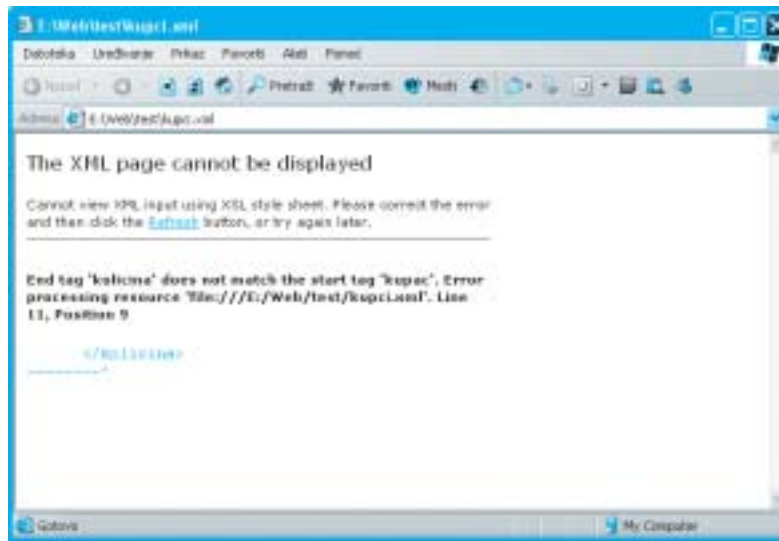 E:\Web\test\kupci.xml
Datoteka Uređivanje Prikaz Favoriti Alati Pomoć
Pretraži Favoriti Mediji
Adresa E:\Web\test\kupci.xml
The XML page cannot be displayed
Cannot view XML input using XSL style sheet. Please correct the error
and then click the Refresh button, or try again later.
End tag 'kolicina' does not match the start tag 'kupac'. Error
processing resource 'file:///E:/Web/test/kupci.xml'. Line
11, Position 9
</kolicina>
--------^
Gotovo
My Computer